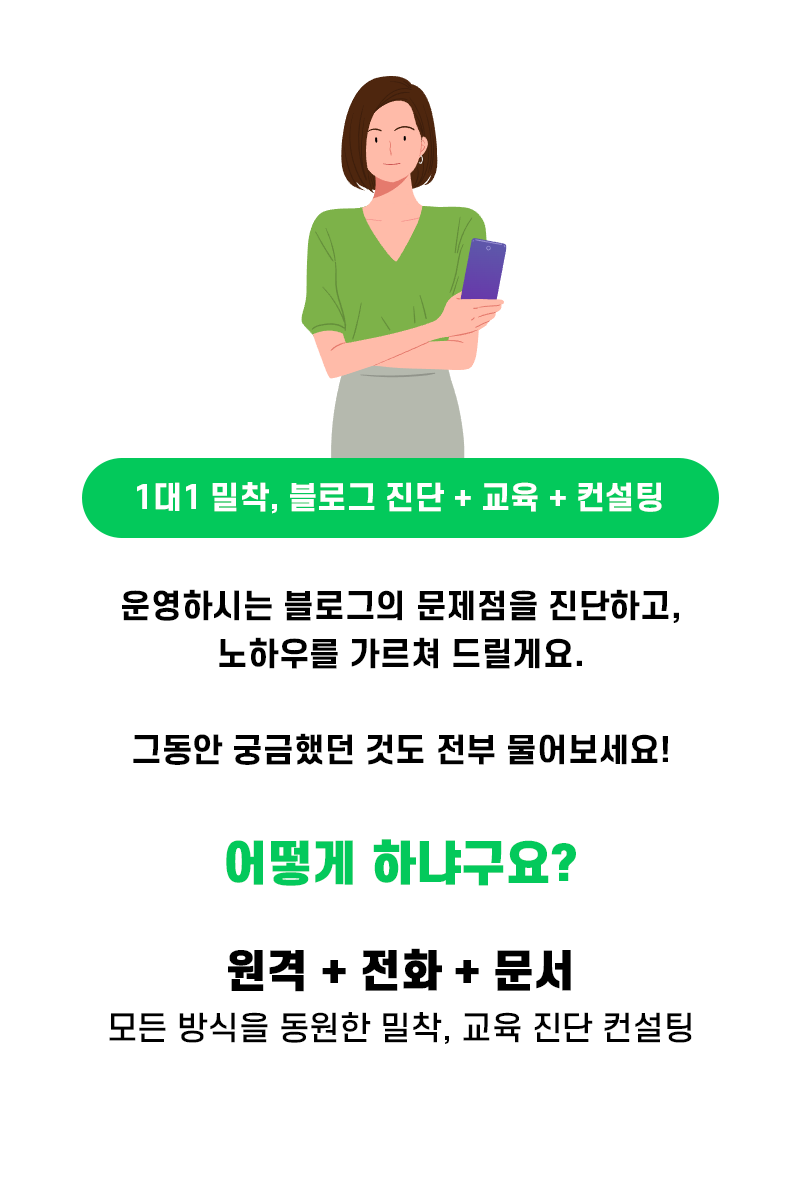 1대1 밀착, 블로그 진단 + 교육 + 컨설팅
운영하시는 블로그의 문제점을 진단하고,
노하우를 가르쳐 드릴게요.
그동안 궁금했던 것도 전부 물어보세요!
어떻게 하냐구요?
원격 + 전화 + 문서
모든 방식을 동원한 밀착, 교육 진단 컨설팅